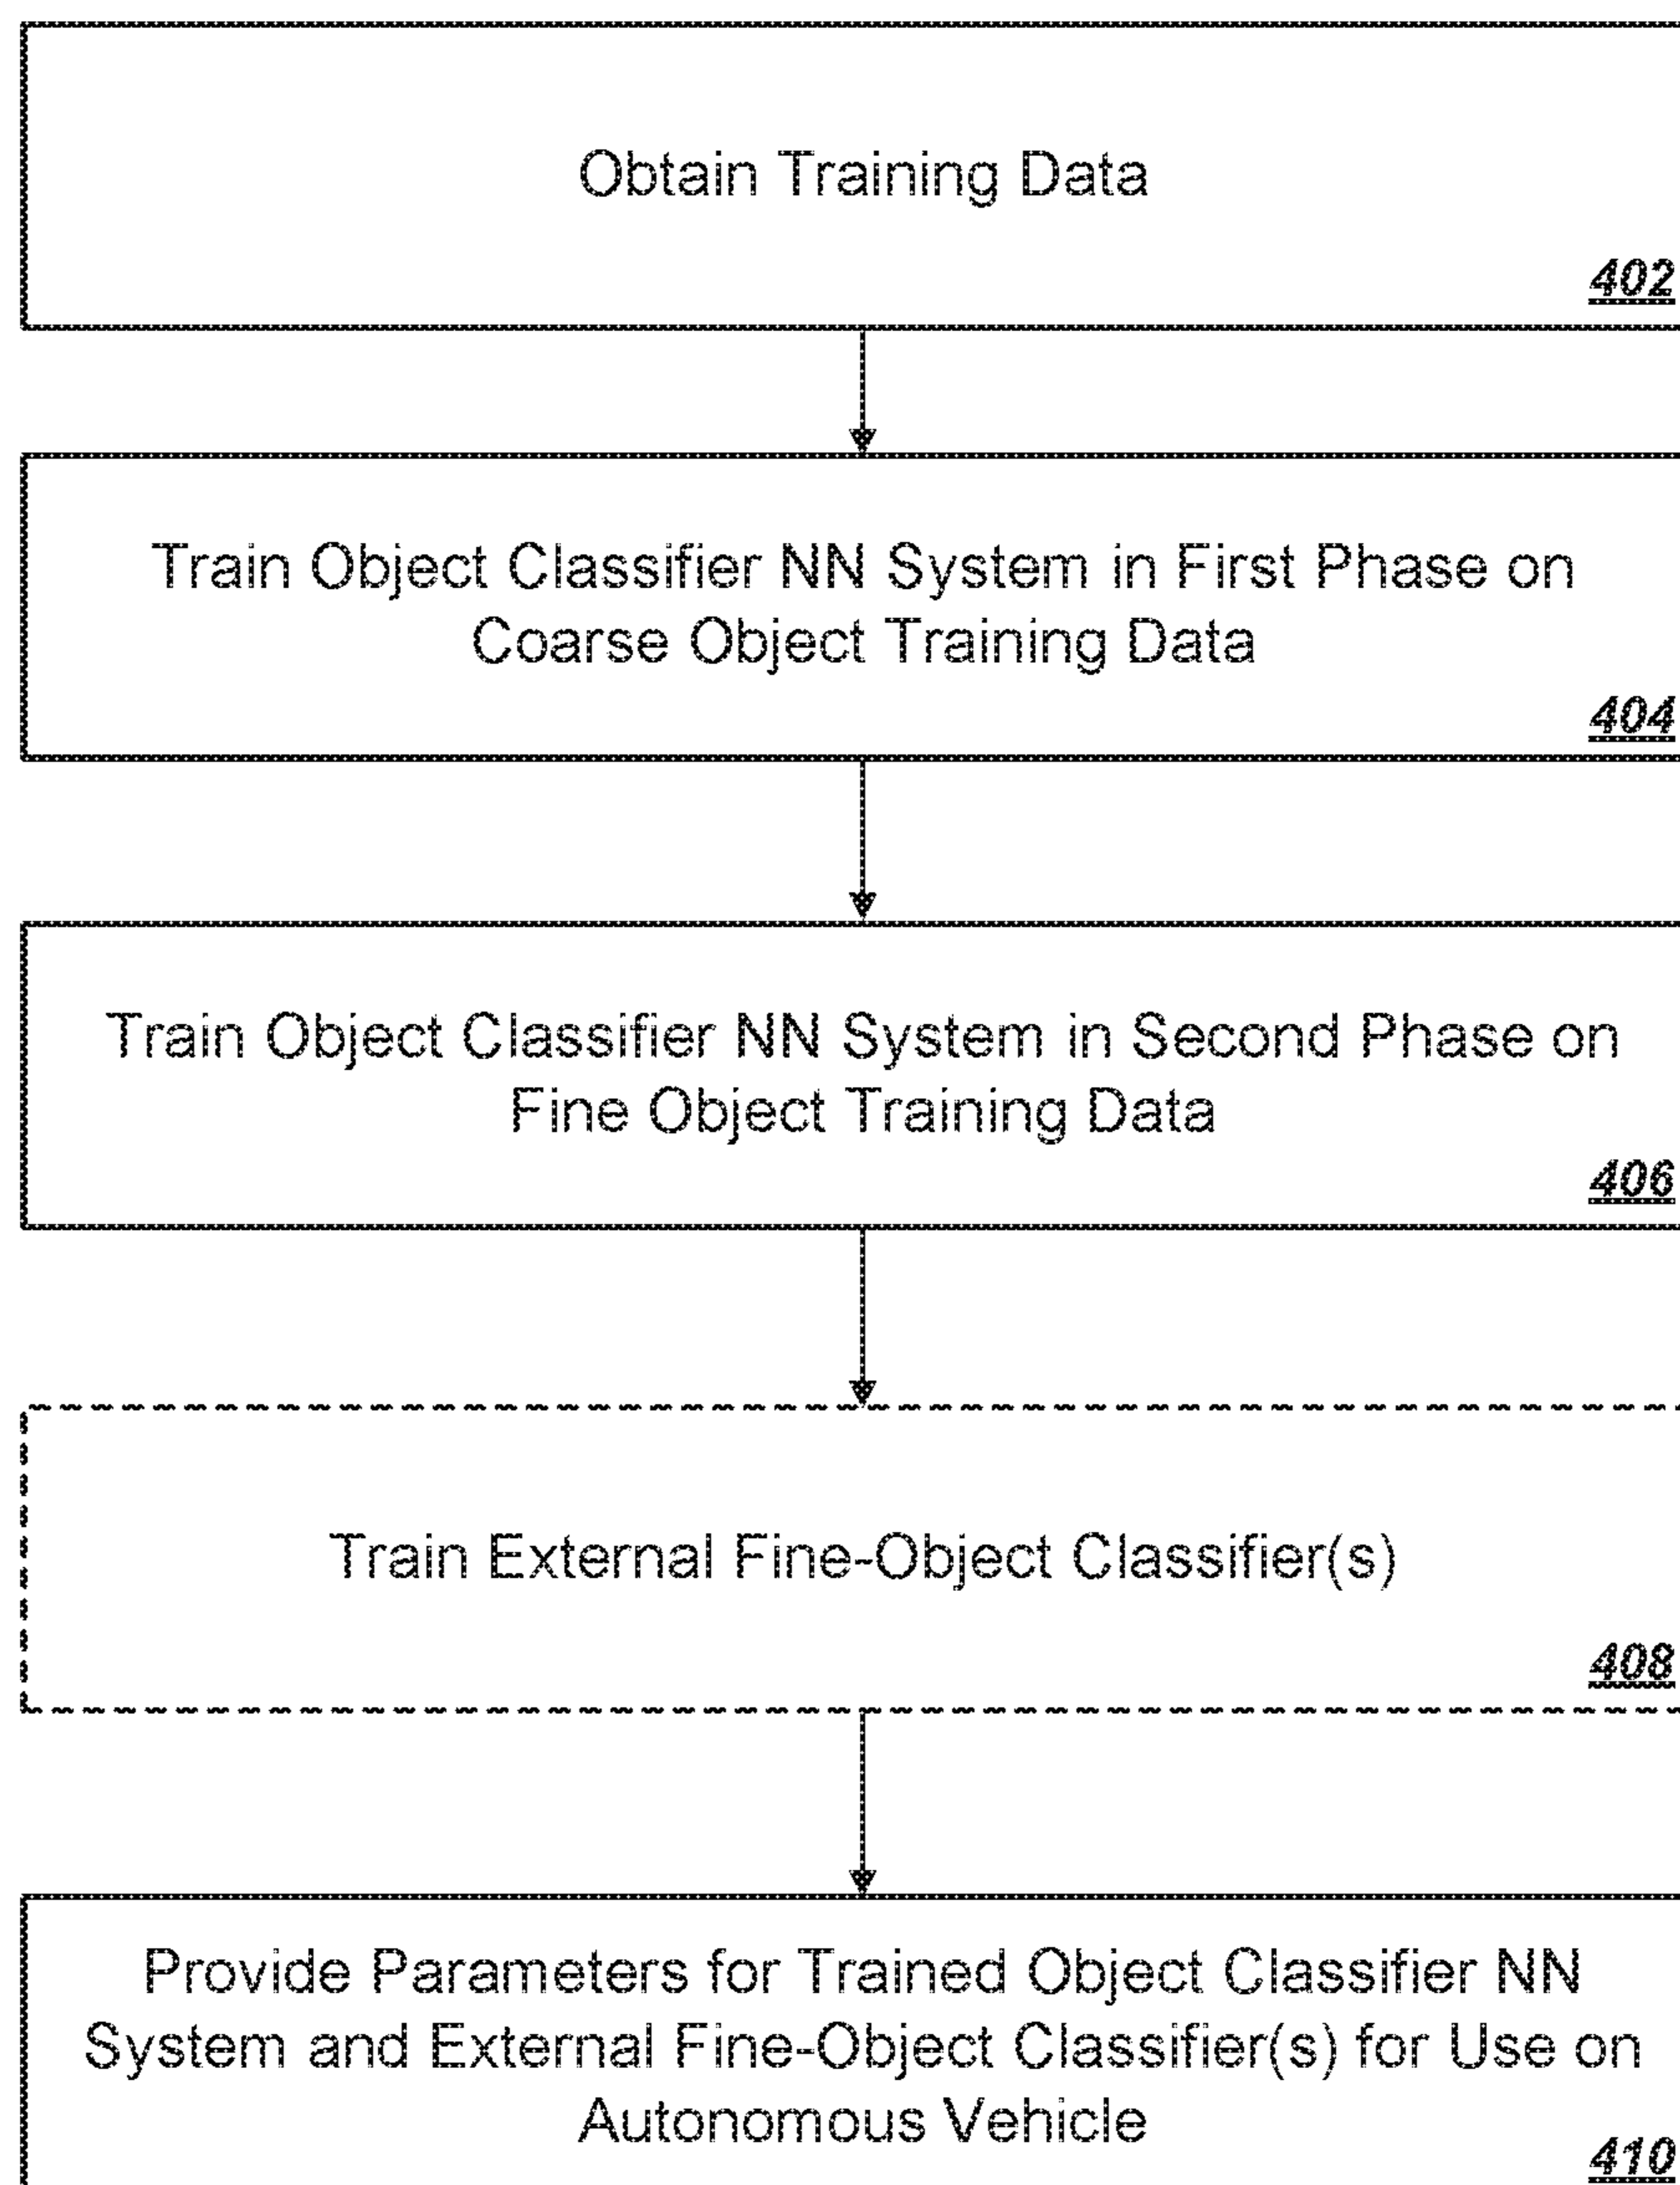 Obtain Training Data
402
Train Object Classifier NN System in First Phase on
Coarse Object Training Data
404
Train Object Classifier NN System in Second Phase on
Fine Object Training Data
406
Train External Fine-Object Classifier(s)
408
Provide Parameters for Trained Object Classifier NN
System and External Fine-Object Classifier(s) for Use on
Autonomous Vehicle
410